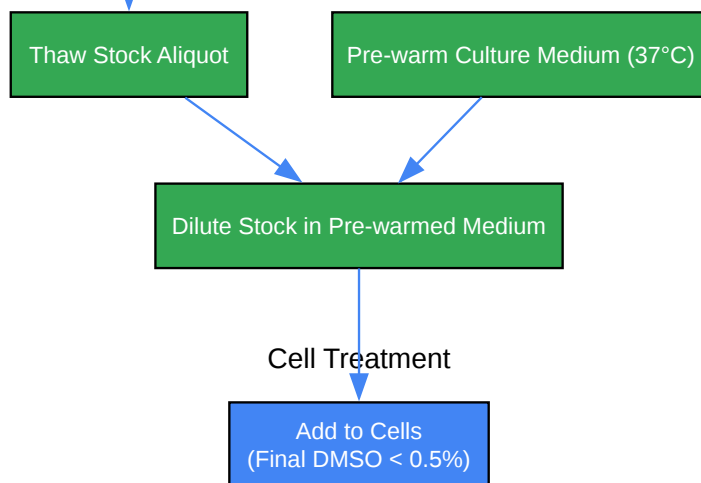 Thaw Stock Aliquot
Pre-warm Culture Medium (37°C)
Dilute Stock in Pre-warmed Medium
Cell Treatment
Add to Cells
(Final DMSO < 0.5%)